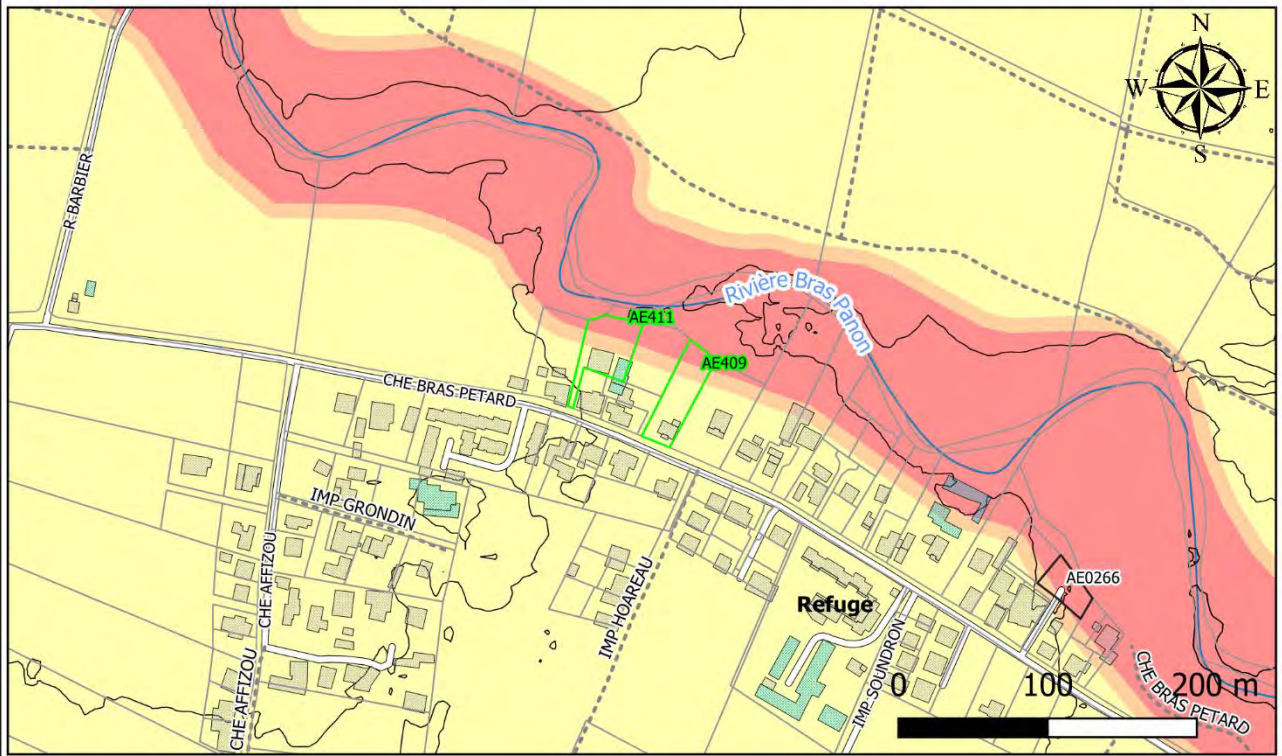 N
W E
S
R BARBIER
Rivière Bras Panon
AE411
AE409
CHE BRAS PETARD
IMP GRONDIN
CHE AFFIZOU
IMP HOAREAU
AE0266
Refuge
IMP SOUNDRON
CHE AFFIZOU
CHE BRAS PETARD
0 100 200 m